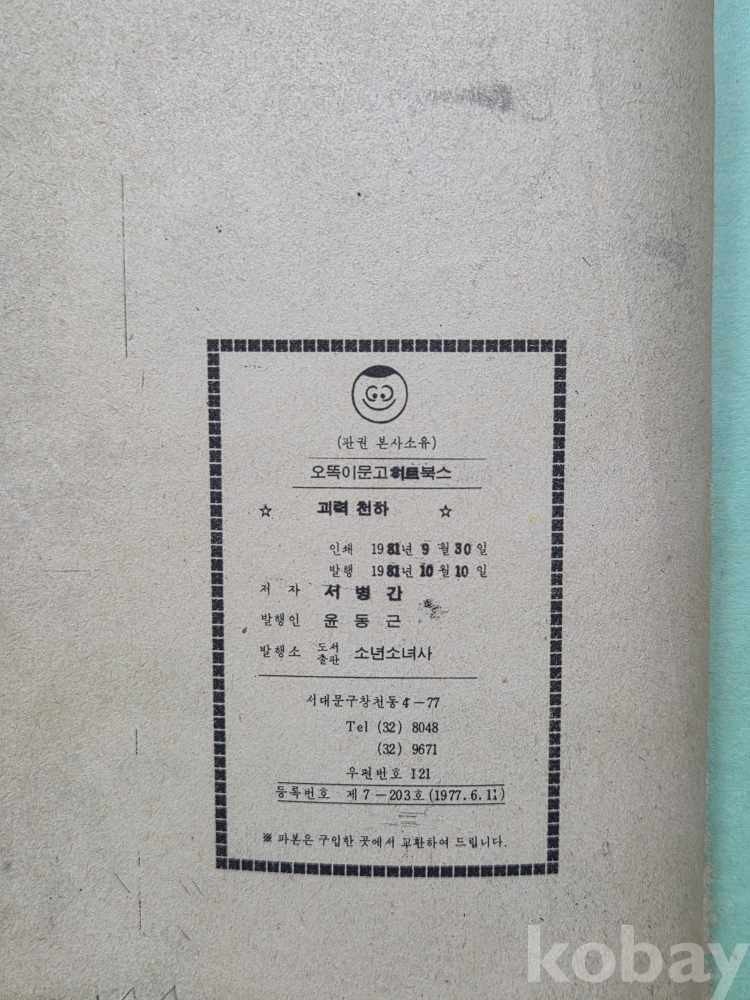 (판권 본사소유)
오뚝이문고히트북스
☆ 괴력 천하 ☆
인쇄 1981년 9월 30일
발행 1981년 10월 10일
저자 서병간
발행인 윤동근
발행소 도서출판 소년소녀사
서대문구창천동4-77
Tel (32) 8048
(32) 9671
우편번호 121
등록번호 제7-203호(1977.6.11)
※ 파본은 구입한 곳에서 교환하여 드립니다.
kobay